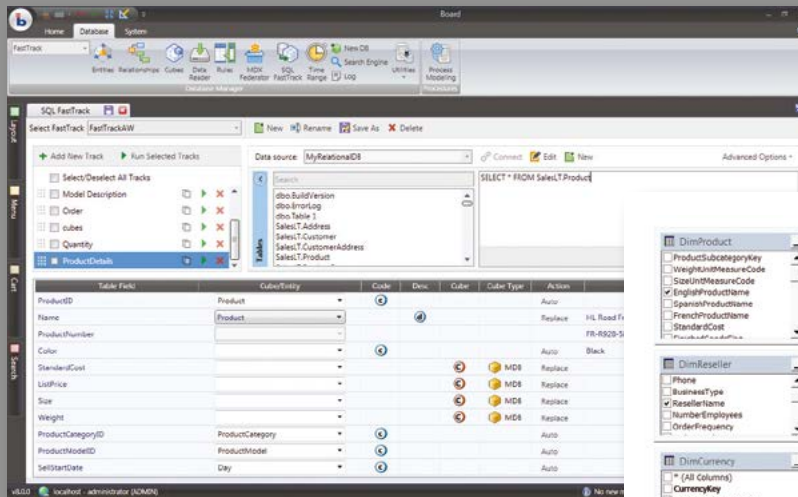 Board
Home Database System
FastTrack
Entities Relationships Cubes Data Reader Rules MDX Federator SQL FastTrack Time Range Utilities Process Modeling
New DB
Search Engine
Log
Database Manager
Procedures
SQL FastTrack
Layout
Menu
Cart
Search
Select FastTrack FastTrackAW New Rename Save As Delete
Add New Track Run Selected Tracks
Data source: MyRelationalDB Connect Edit New Advanced Options
Select/Deselect All Tracks
Model Description
Order
cubes
Quantity
ProductDetails
Tables
Search
dbo.BuildVersion
dbo.ErrorLog
dbo.Table 1
SalesLT.Address
SalesLT.Customer
SalesLT.CustomerAddress
SalesLT.Product
SELECT * FROM SalesLT.Product
Table Field Cube/Entity Code Desc Cube Cube Type Action
ProductID Product Auto
Name Product Replace HL Road Fr
ProductNumber FR-R92B-5
Color Auto Black
StandardCost MDB Replace
ListPrice MDB Replace
Size MDB Replace
Weight MDB Replace
ProductCategoryID ProductCategory Auto
ProductModelID ProductModel Auto
SellStartDate Day Auto
localhost - administrator (ADMIN) No new
DimProduct
ProductSubcategoryKey
WeightUnitMeasureCode
SizeUnitMeasureCode
EnglishProductName
SpanishProductName
FrenchProductName
StandardCost
DimReseller
Phone
BusinessType
ResellerName
NumberEmployees
OrderFrequency
DimCurrency
* (All Columns)
CurrencyKey